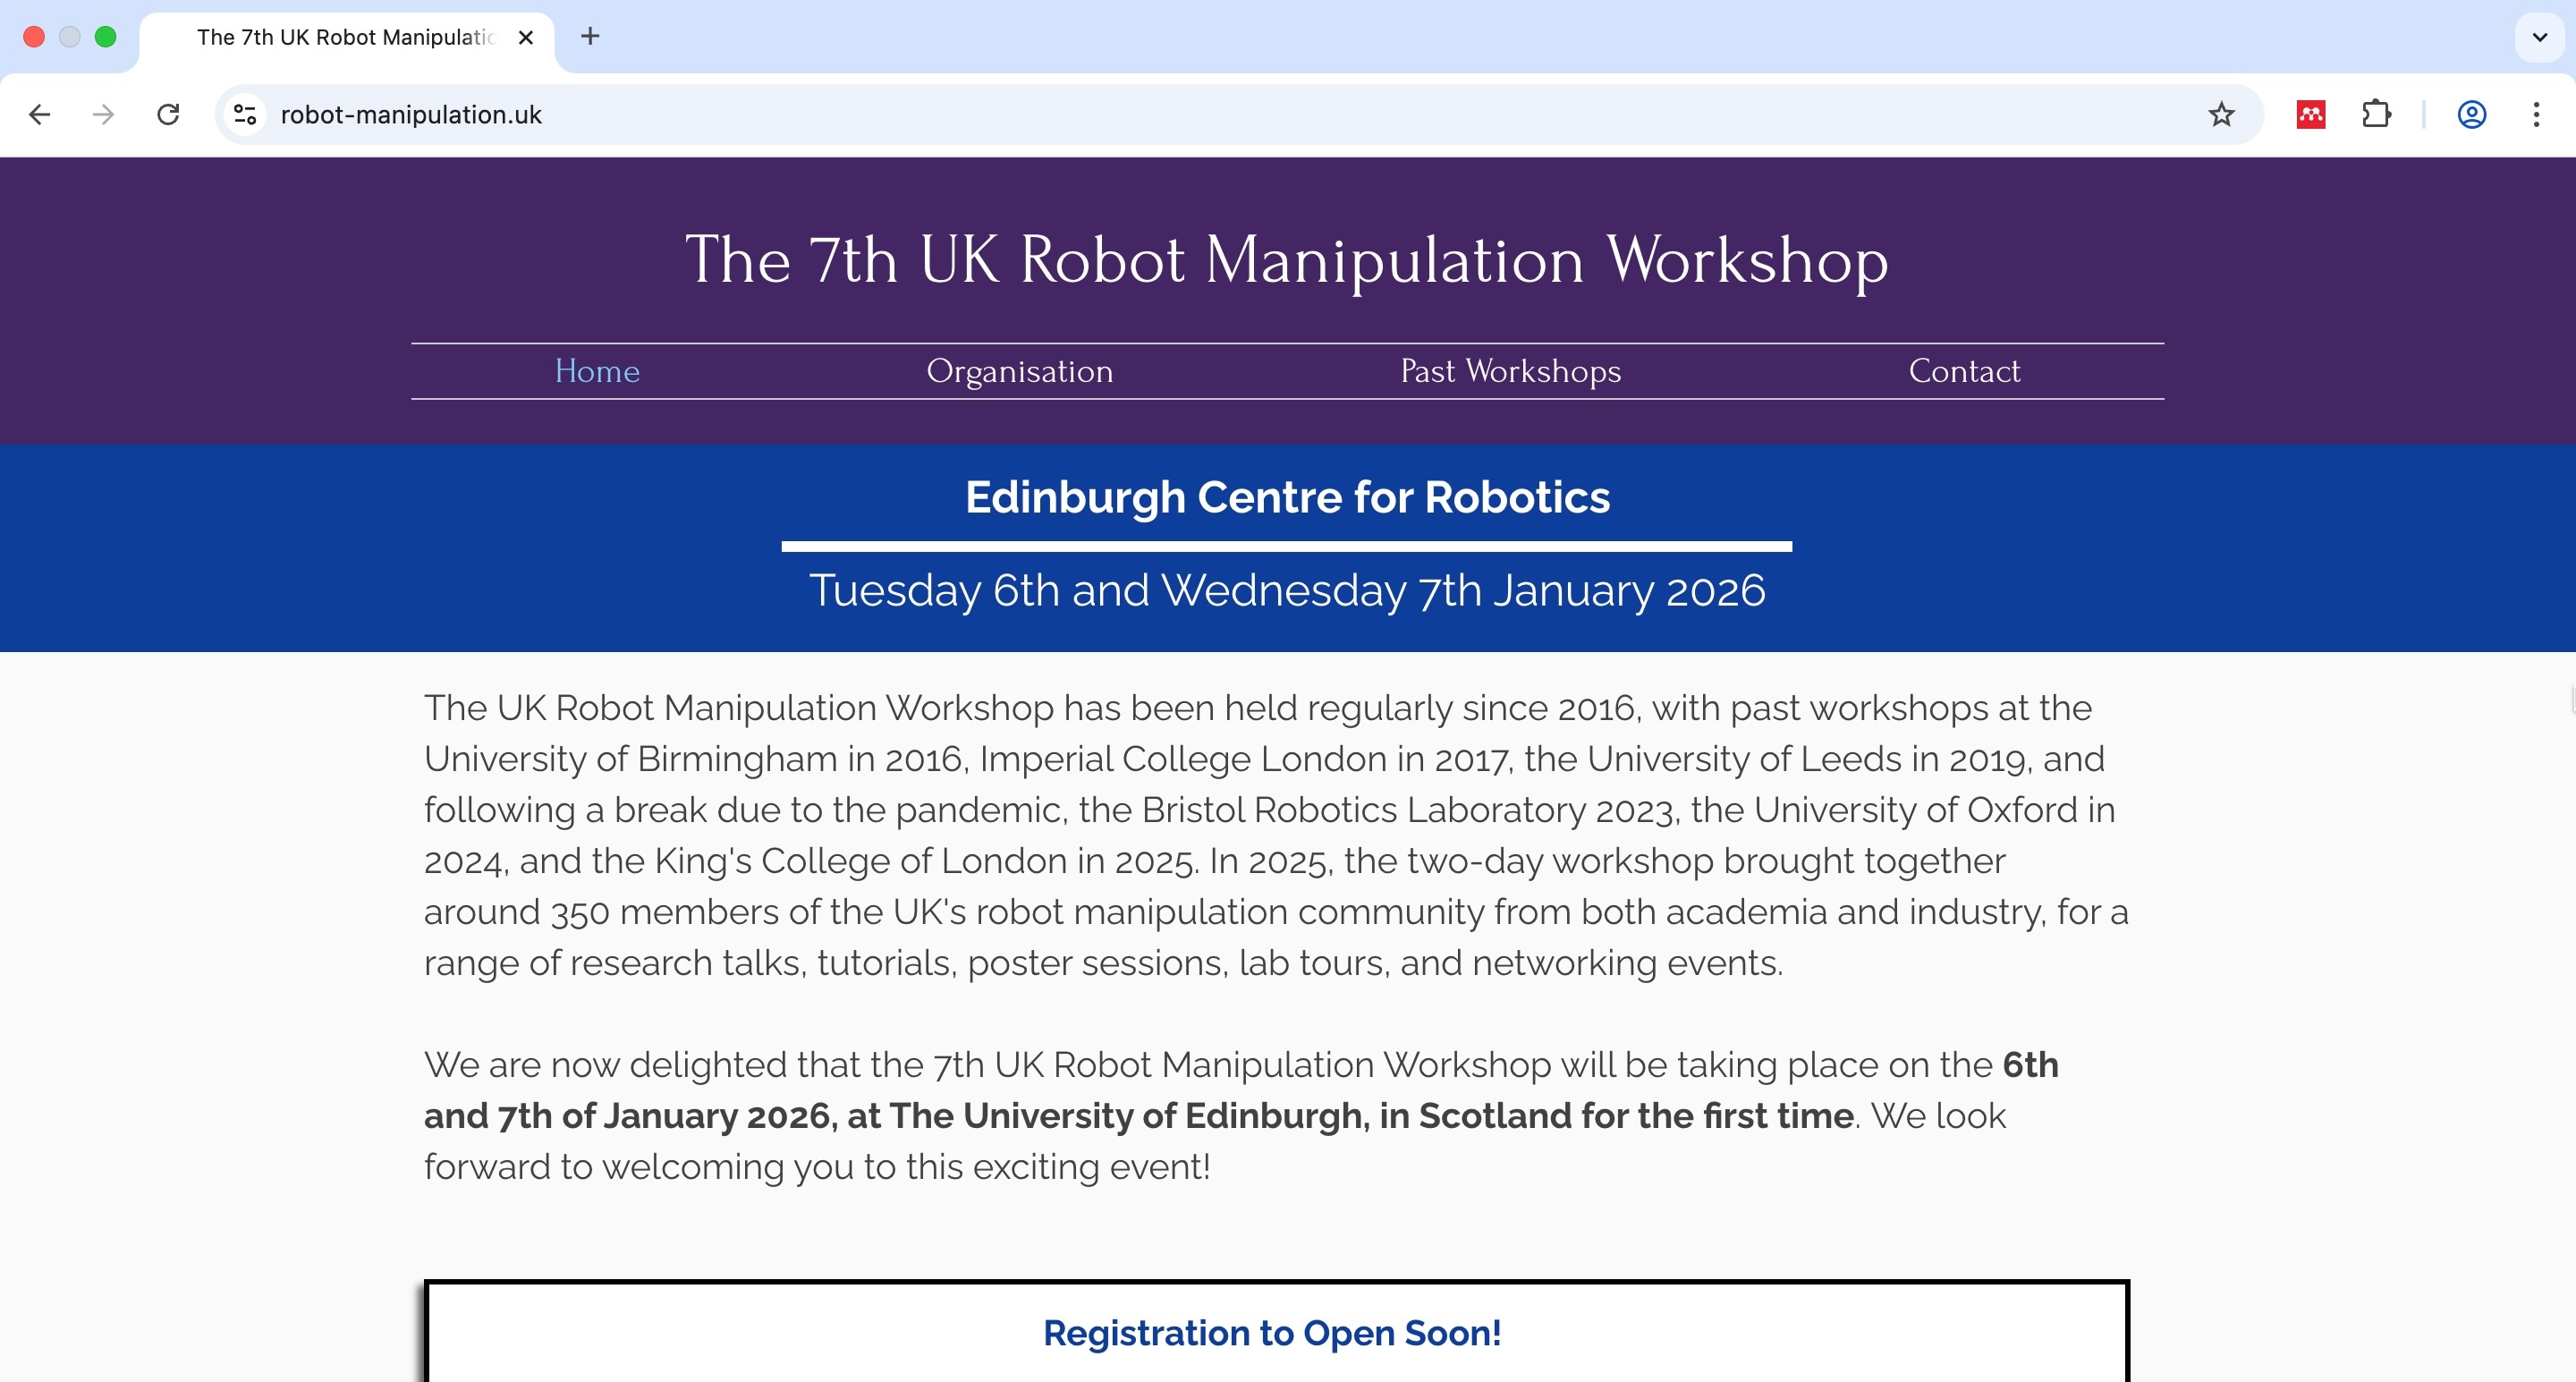 The 7th UK Robot Manipulatic
robot-manipulation.uk
The 7th UK Robot Manipulation Workshop
Home Organisation Past Workshops Contact
Edinburgh Centre for Robotics
Tuesday 6th and Wednesday 7th January 2026
The UK Robot Manipulation Workshop has been held regularly since 2016, with past workshops at the
University of Birmingham in 2016, Imperial College London in 2017, the University of Leeds in 2019, and
following a break due to the pandemic, the Bristol Robotics Laboratory 2023, the University of Oxford in
2024, and the King's College of London in 2025. In 2025, the two-day workshop brought together
around 350 members of the UK's robot manipulation community from both academia and industry, for a
range of research talks, tutorials, poster sessions, lab tours, and networking events.
We are now delighted that the 7th UK Robot Manipulation Workshop will be taking place on the 6th
and 7th of January 2026, at The University of Edinburgh, in Scotland for the first time. We look
forward to welcoming you to this exciting event!
Registration to Open Soon!